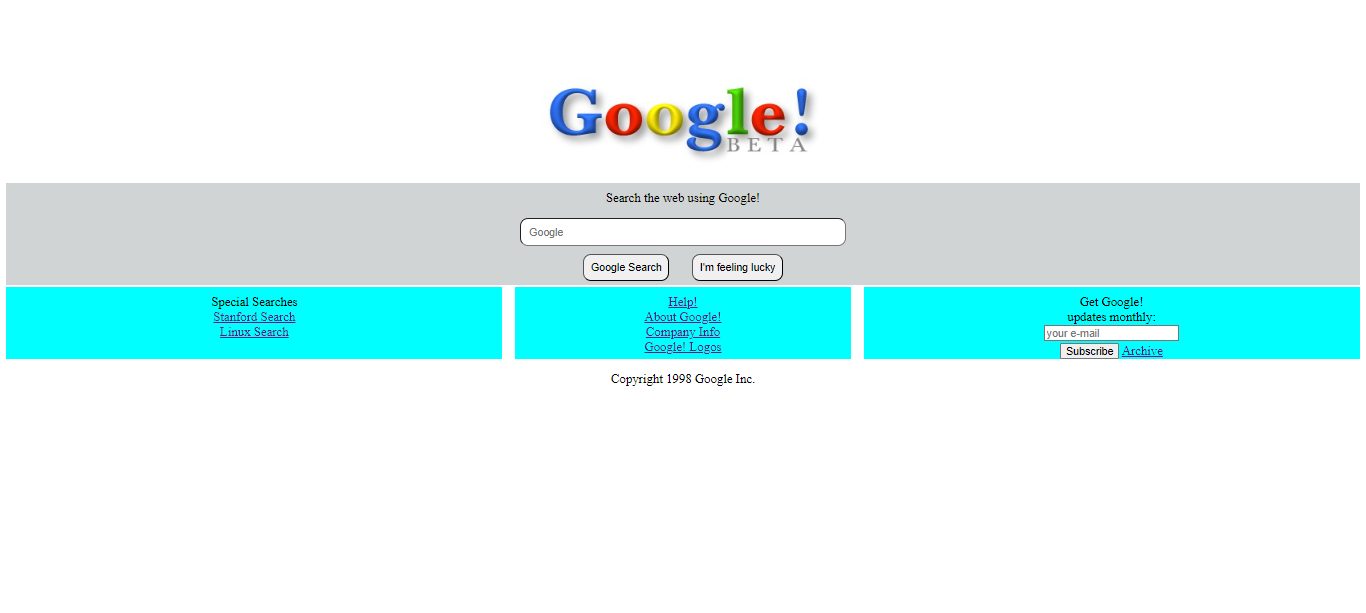 Google!
BETA
Search the web using Google!
Google
Google Search
I'm feeling lucky
Special Searches
Stanford Search
Linux Search
Help!
About Google!
Company Info
Google! Logos
Get Google!
updates monthly:
your e-mail
Subscribe Archive
Copyright 1998 Google Inc.